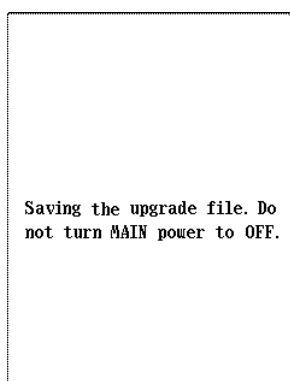 Saving the upgrade file. Do
not turn MAIN power to OFF.